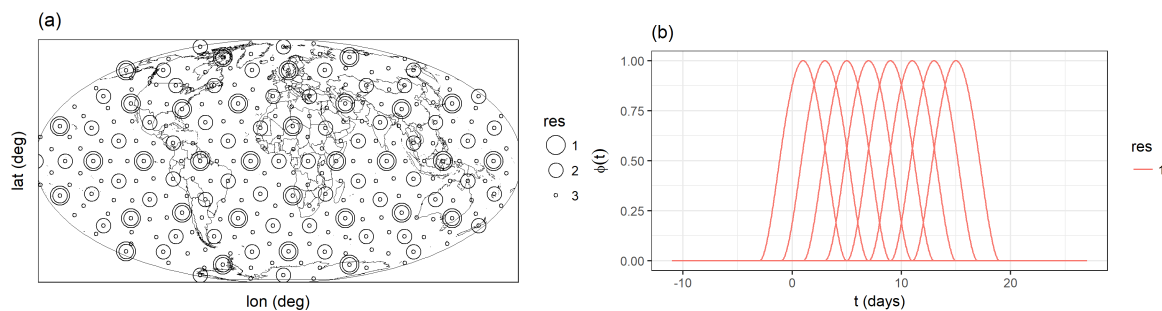 (a)
lat (deg)
lon (deg)
res
1
2
3
(b)
ϕ(t)
1.00
0.75
0.50
0.25
0.00
-10 0 10 20
t (days)
res
1